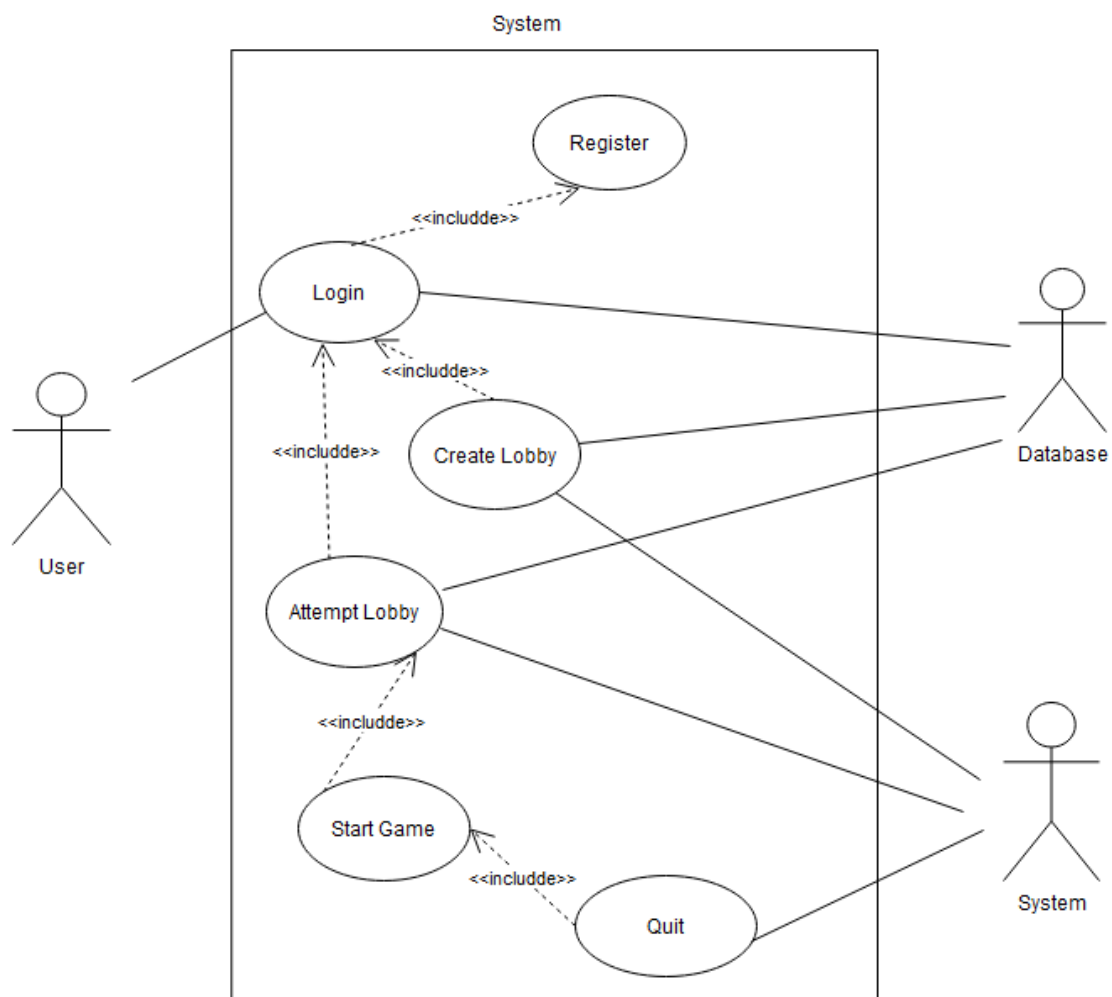 System
Register
<<includde>>
Login
<<includde>>
<<includde>>
Create Lobby
Database
User
Attempt Lobby
<<includde>>
Start Game
<<includde>>
Quit
System